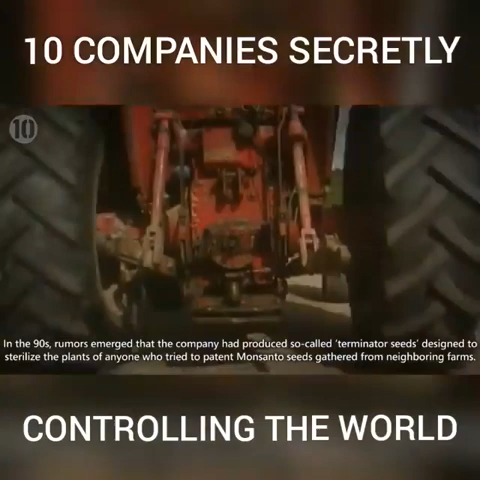 10 COMPANIES SECRETLY
10
In the 90s, rumors emerged that the company had produced so-called 'terminator seeds' designed to
sterilize the plants of anyone who tried to patent Monsanto seeds gathered from neighboring farms.
CONTROLLING THE WORLD